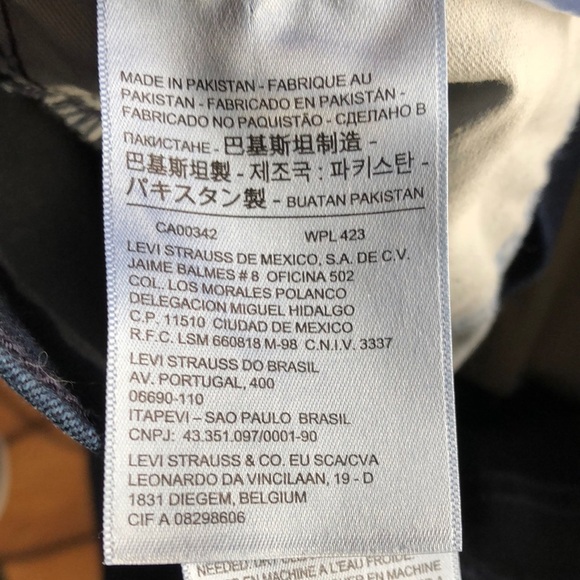 MADE IN PAKISTAN - FABRIQUE AU
PAKISTAN - FABRICADO EN PAKISTÁN -
FABRICADO NO PAQUISTÃO - СДЕЛАНО В
ПАКИСТАНЕ - 巴基斯坦制造 -
巴基斯坦製 - 제조국 : 파키스탄 -
パキスタン製 - BUATAN PAKISTAN
CA00342 WPL 423
LEVI STRAUSS DE MEXICO, S.A. DE C.V.
JAIME BALMES # 8 OFICINA 502
COL. LOS MORALES POLANCO
DELEGACION MIGUEL HIDALGO
C.P. 11510 CIUDAD DE MEXICO
R.F.C. LSM 660818 M-98 C.N.I.V. 3337
LEVI STRAUSS DO BRASIL
AV. PORTUGAL, 400
06690-110
ITAPEVI – SAO PAULO BRASIL
CNPJ: 43.351.097/0001-90
LEVI STRAUSS & CO. EU SCA/CVA
LEONARDO DA VINCILAAN, 19 - D
1831 DIEGEM, BELGIUM
CIF A 08298606
EN MACHINE A L'EAU FROIDE